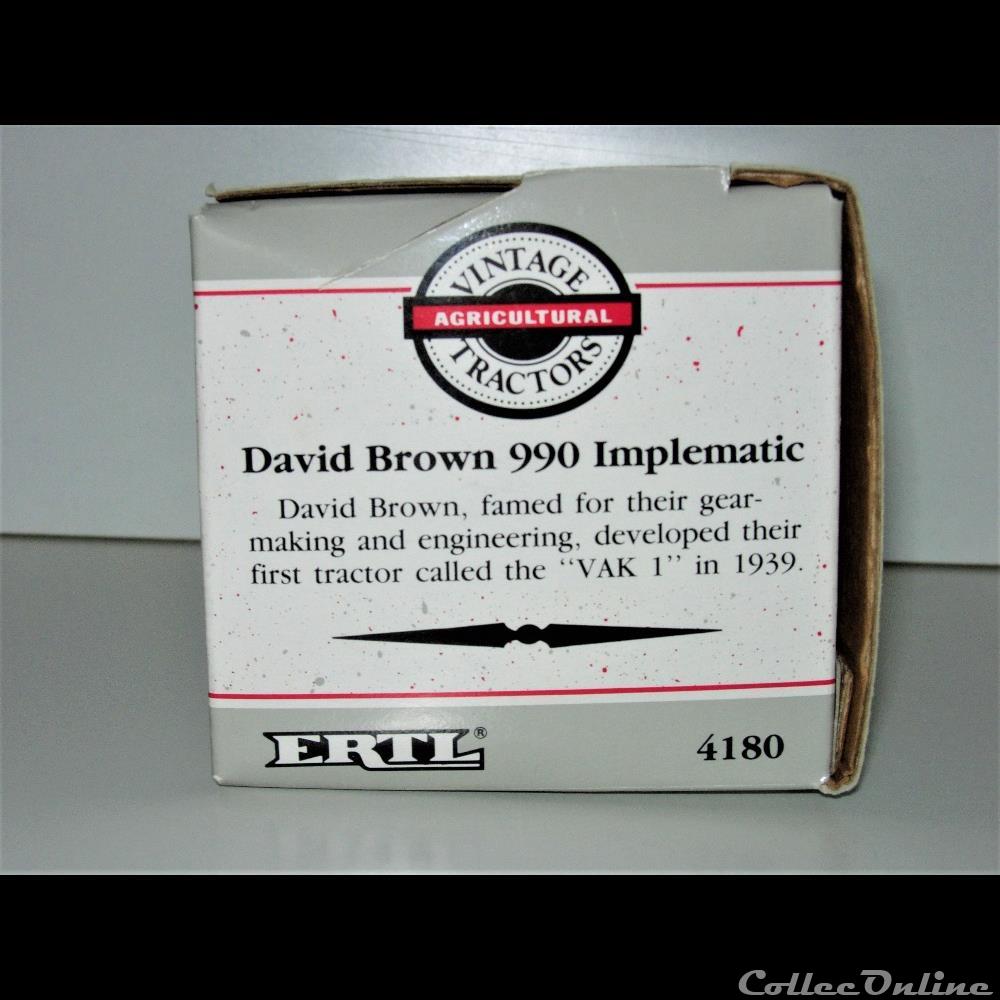 VINTAGE
AGRICULTURAL
TRACTORS
David Brown 990 Implematic
David Brown, famed for their gear-
making and engineering, developed their
first tractor called the “VAK 1” in 1939.
ERTL®
4180
CollecOnline